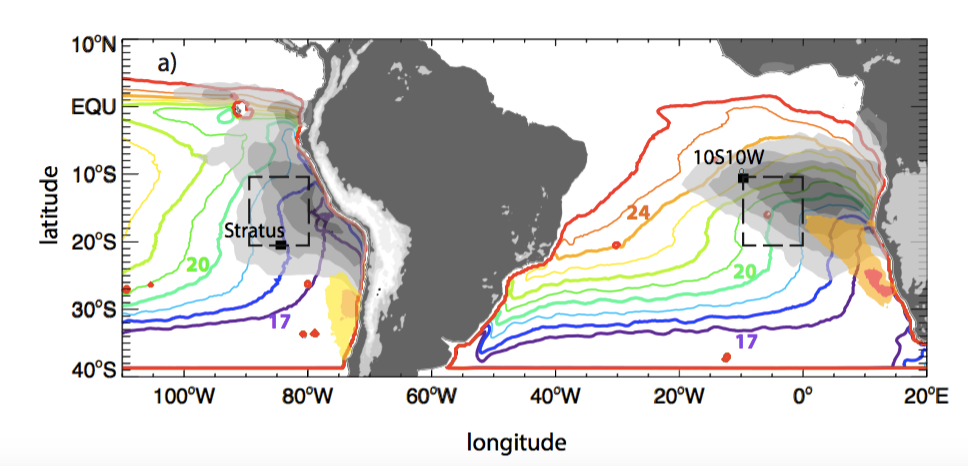 a)
10°N
EQU
10°S
20°S
30°S
40°S
latitude
Stratus
10S10W
24
20
20
17
17
100°W
80°W
60°W
40°W
20°W
0°
20°E
longitude